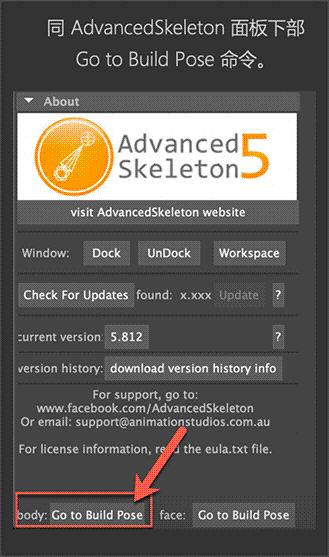 同 AdvancedSkeleton 面板下部
Go to Build Pose 命令。
About
Advanced
Skeleton 5
visit AdvancedSkeleton website
Window: Dock UnDock Workspace
Check For Updates found: x.xxx Update ?
current version: 5.812 ?
version history: download version history info
For support, go to:
www.facebook.com/AdvancedSkeleton
Or email: support@animationstudios.com.au
For license information, read the eula.txt file.
body: Go to Build Pose face: Go to Build Pose